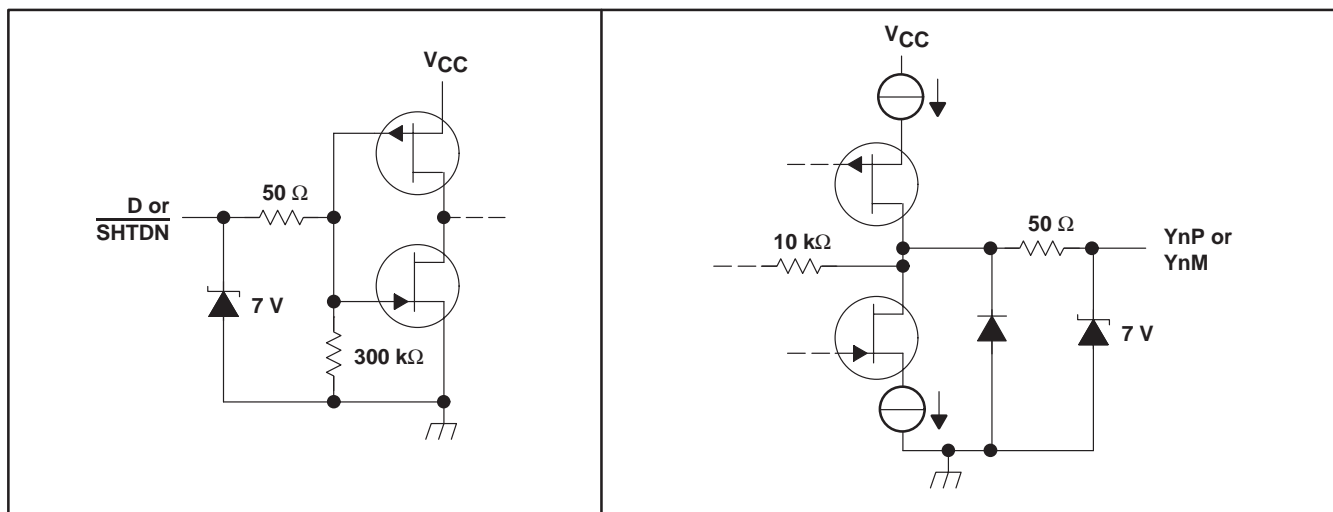 VCC
D or
SHTDN
50 Ω
7 V
300 kΩ
VCC
10 kΩ
50 Ω
YnP or
YnM
7 V